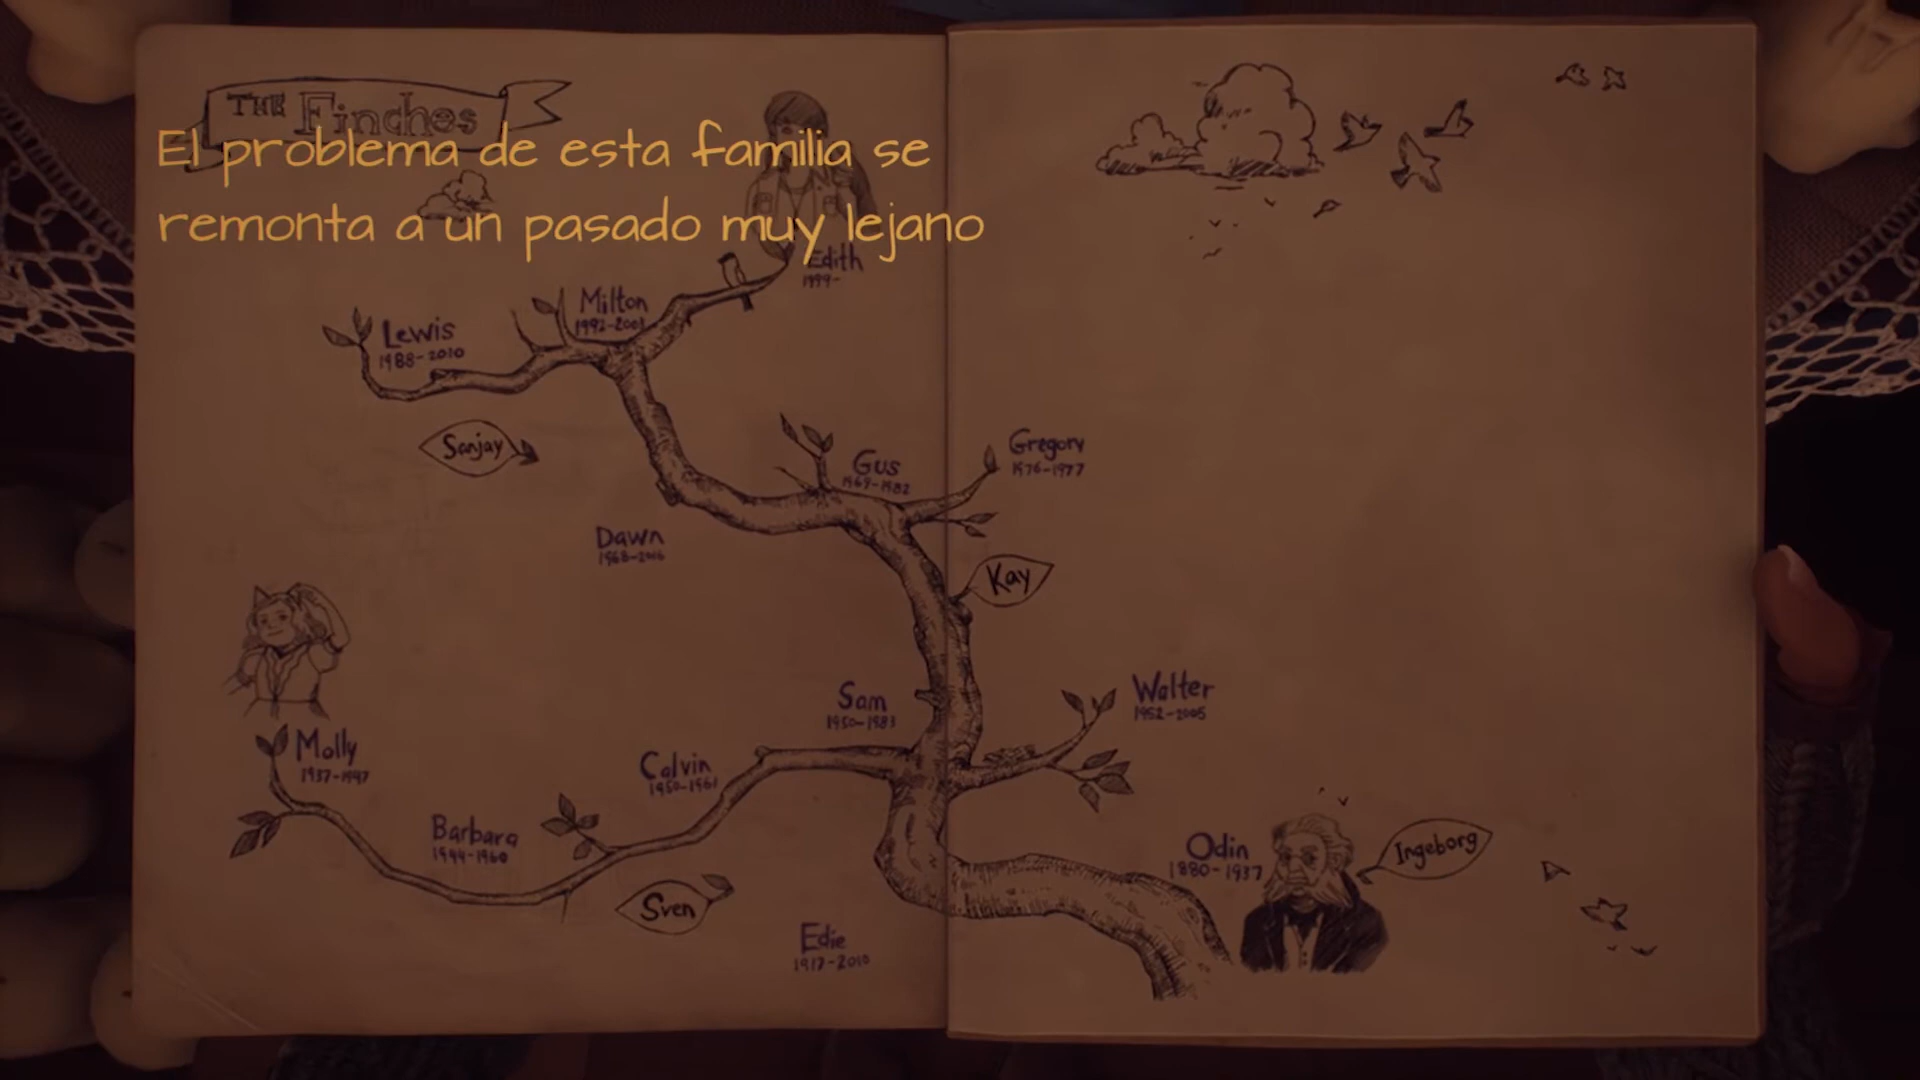 THE Finches
El problema de esta familia se
remonta a un pasado muy lejano
Edith
1999-
Milton
1992-2003
Lewis
1988-2010
Sanjay
Gus
1969-1982
Gregory
1976-1977
Dawn
1968-2016
Kay
Sam
1950-1983
Walter
1952-2005
Molly
1937-1947
Calvin
1950-1961
Barbara
1944-1960
Odin
1880-1937
Ingeborg
Sven
Edie
1917-2010